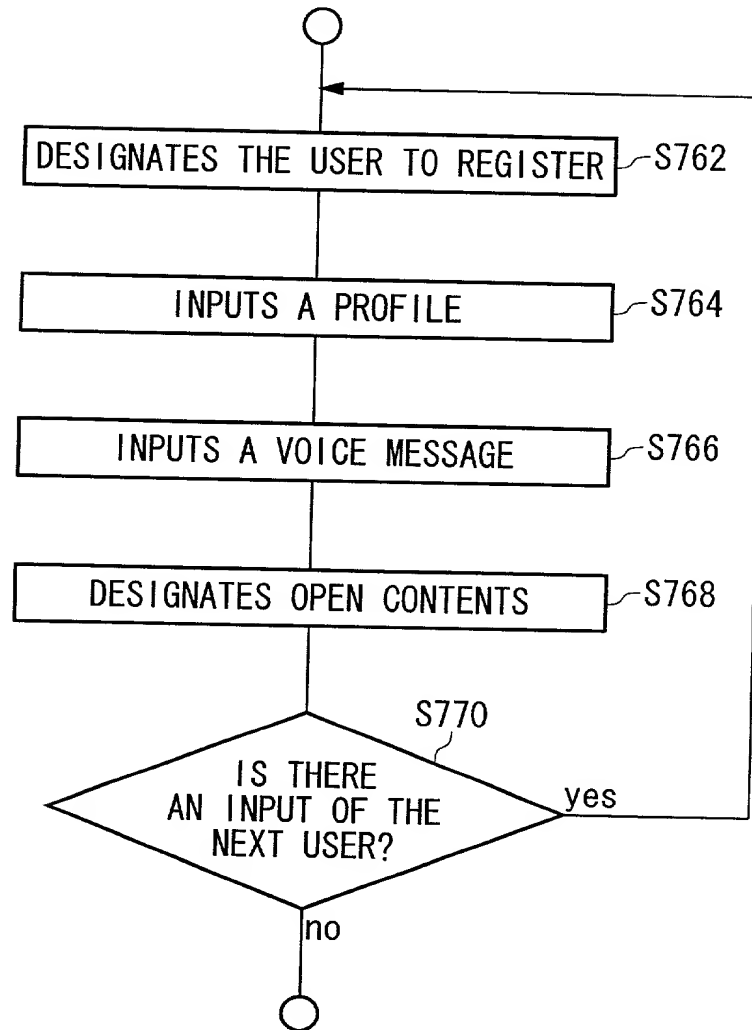 DESIGNATES THE USER TO REGISTER S762
INPUTS A PROFILE S764
INPUTS A VOICE MESSAGE S766
DESIGNATES OPEN CONTENTS S768
S770
IS THERE
AN INPUT OF THE
NEXT USER?
yes
no